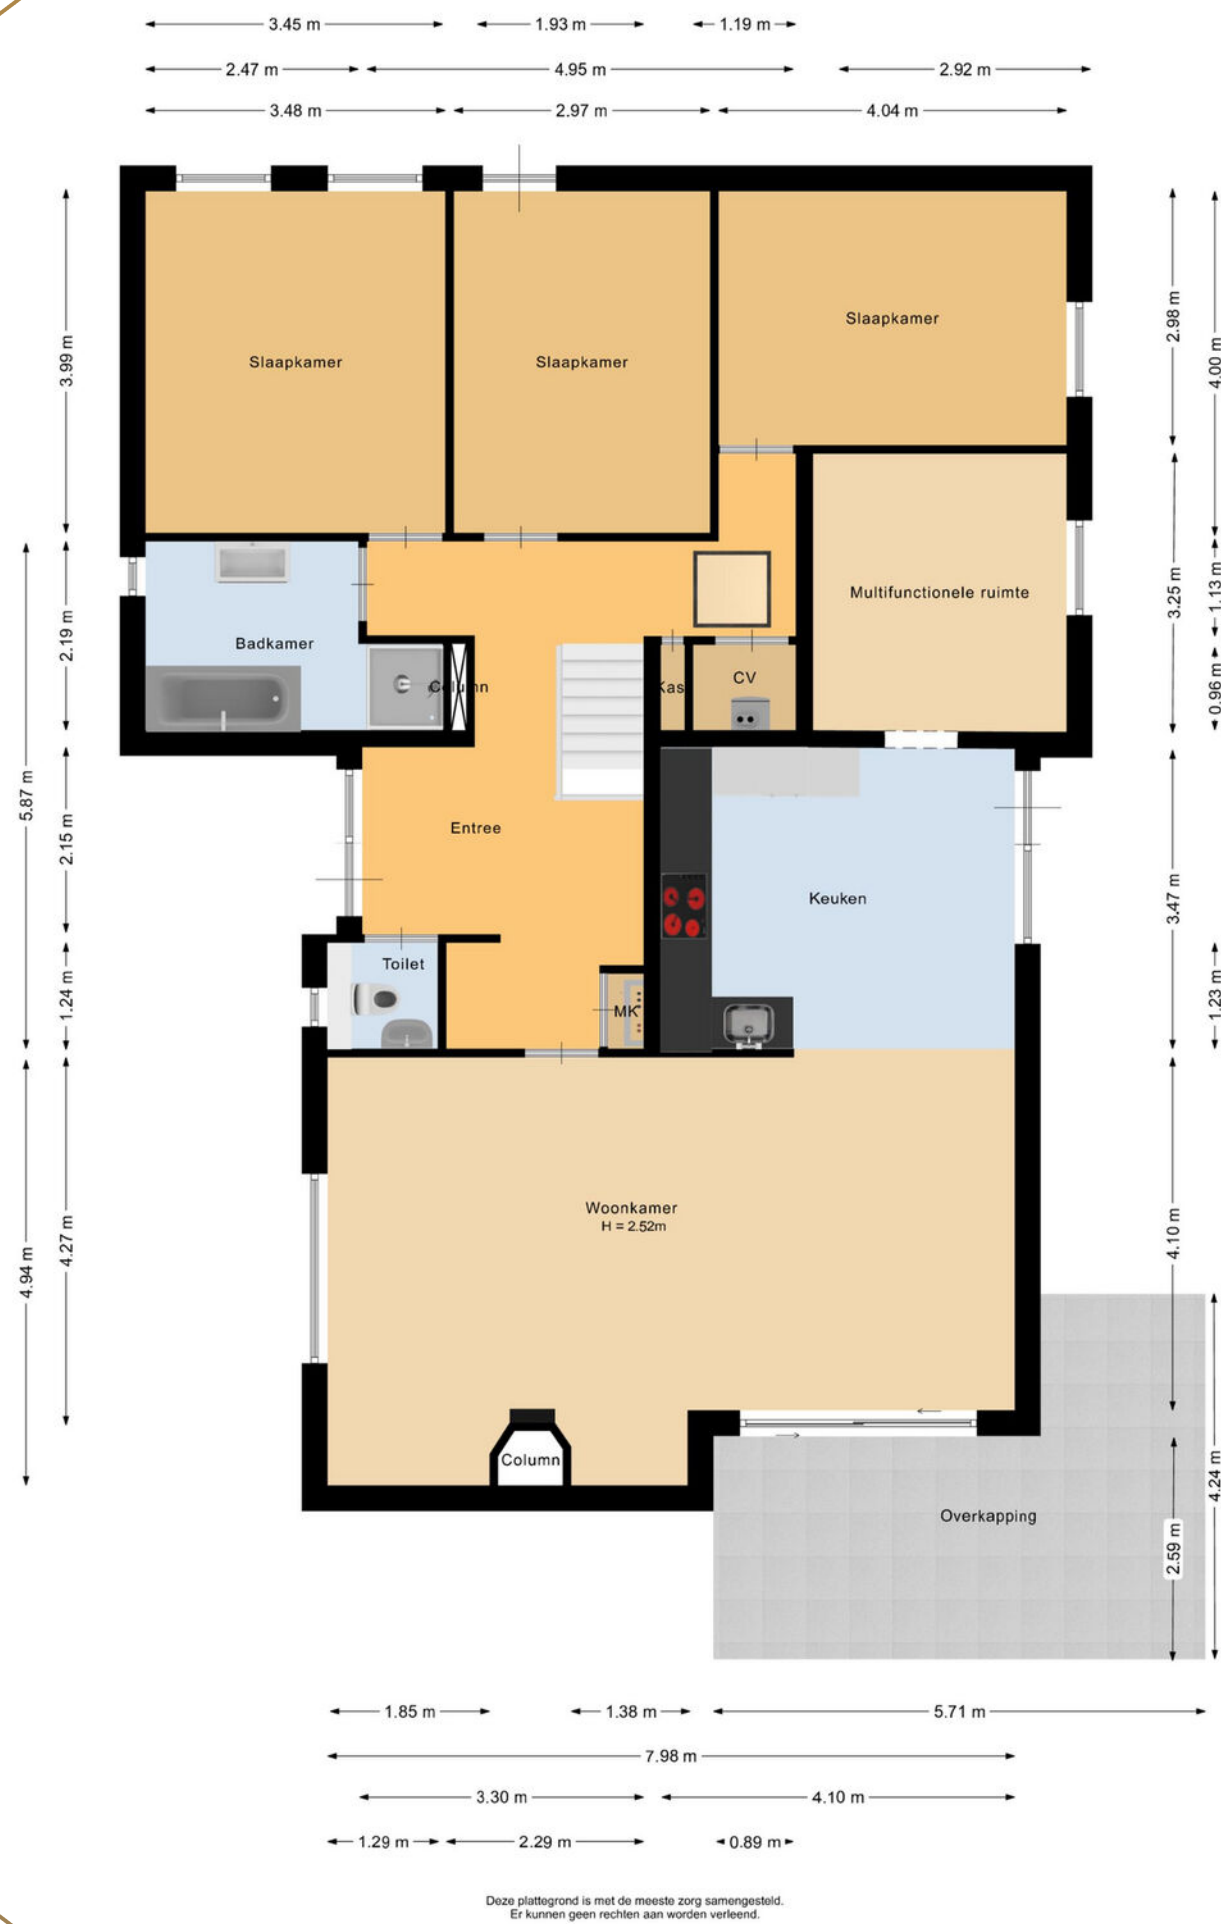 3.45 m
1.93 m
1.19 m
2.47 m
4.95 m
2.92 m
3.48 m
2.97 m
4.04 m
3.99 m
2.98 m
4.00 m
Slaapkamer
Slaapkamer
Slaapkamer
2.19 m
3.25 m
1.13 m
Multifunctionele ruimte
Badkamer
Column
Kas
CV
0.96 m
5.87 m
2.15 m
Entree
Keuken
3.47 m
Toilet
1.24 m
MK
1.23 m
Woonkamer
H = 2.52m
4.94 m
4.27 m
4.10 m
Column
Overkapping
2.59 m
4.24 m
1.85 m
1.38 m
5.71 m
7.98 m
3.30 m
4.10 m
1.29 m
2.29 m
0.89 m
Deze plattegrond is met de meeste zorg samengesteld.
Er kunnen geen rechten aan worden verleend.